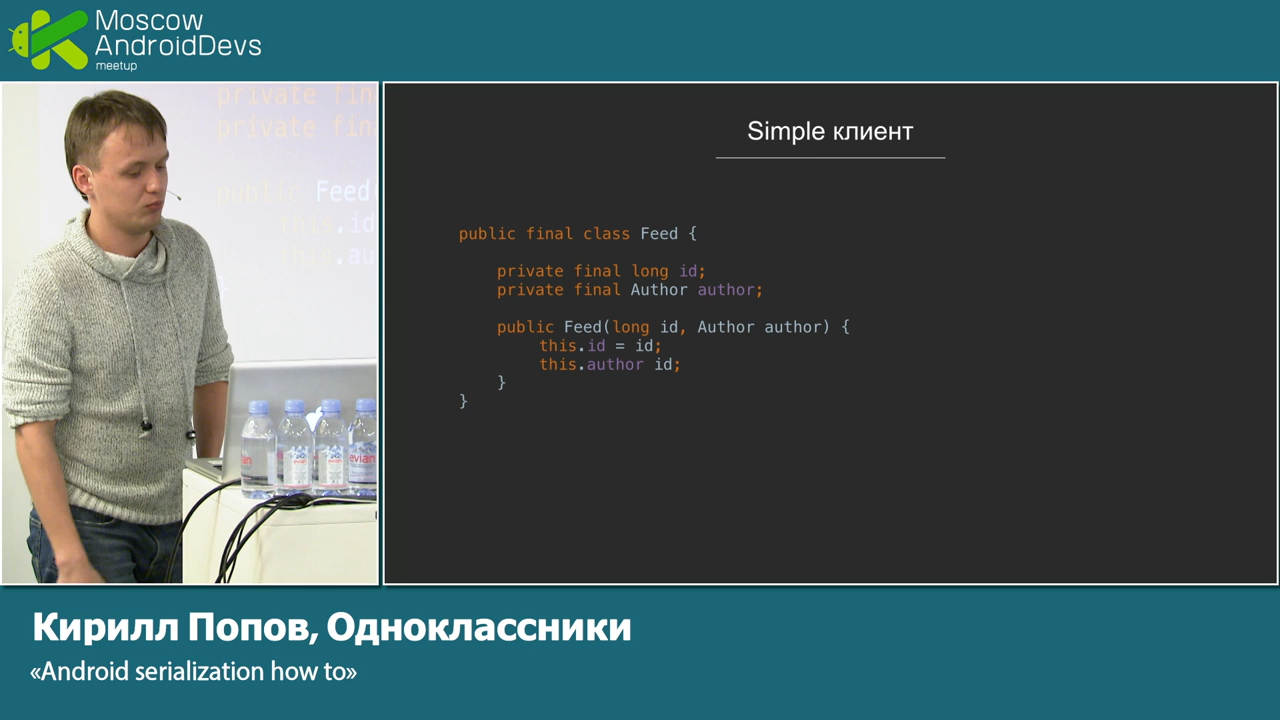 Moscow
AndroidDevs
meetup
private fin
private fin
public Feed(
this.id
this.au
evian
evian
evian
Simple клиент
public final class Feed {
private final long id;
private final Author author;
public Feed(long id, Author author) {
this.id = id;
this.author id;
}
}
Кирилл Попов, Одноклассники
«Android serialization how to»